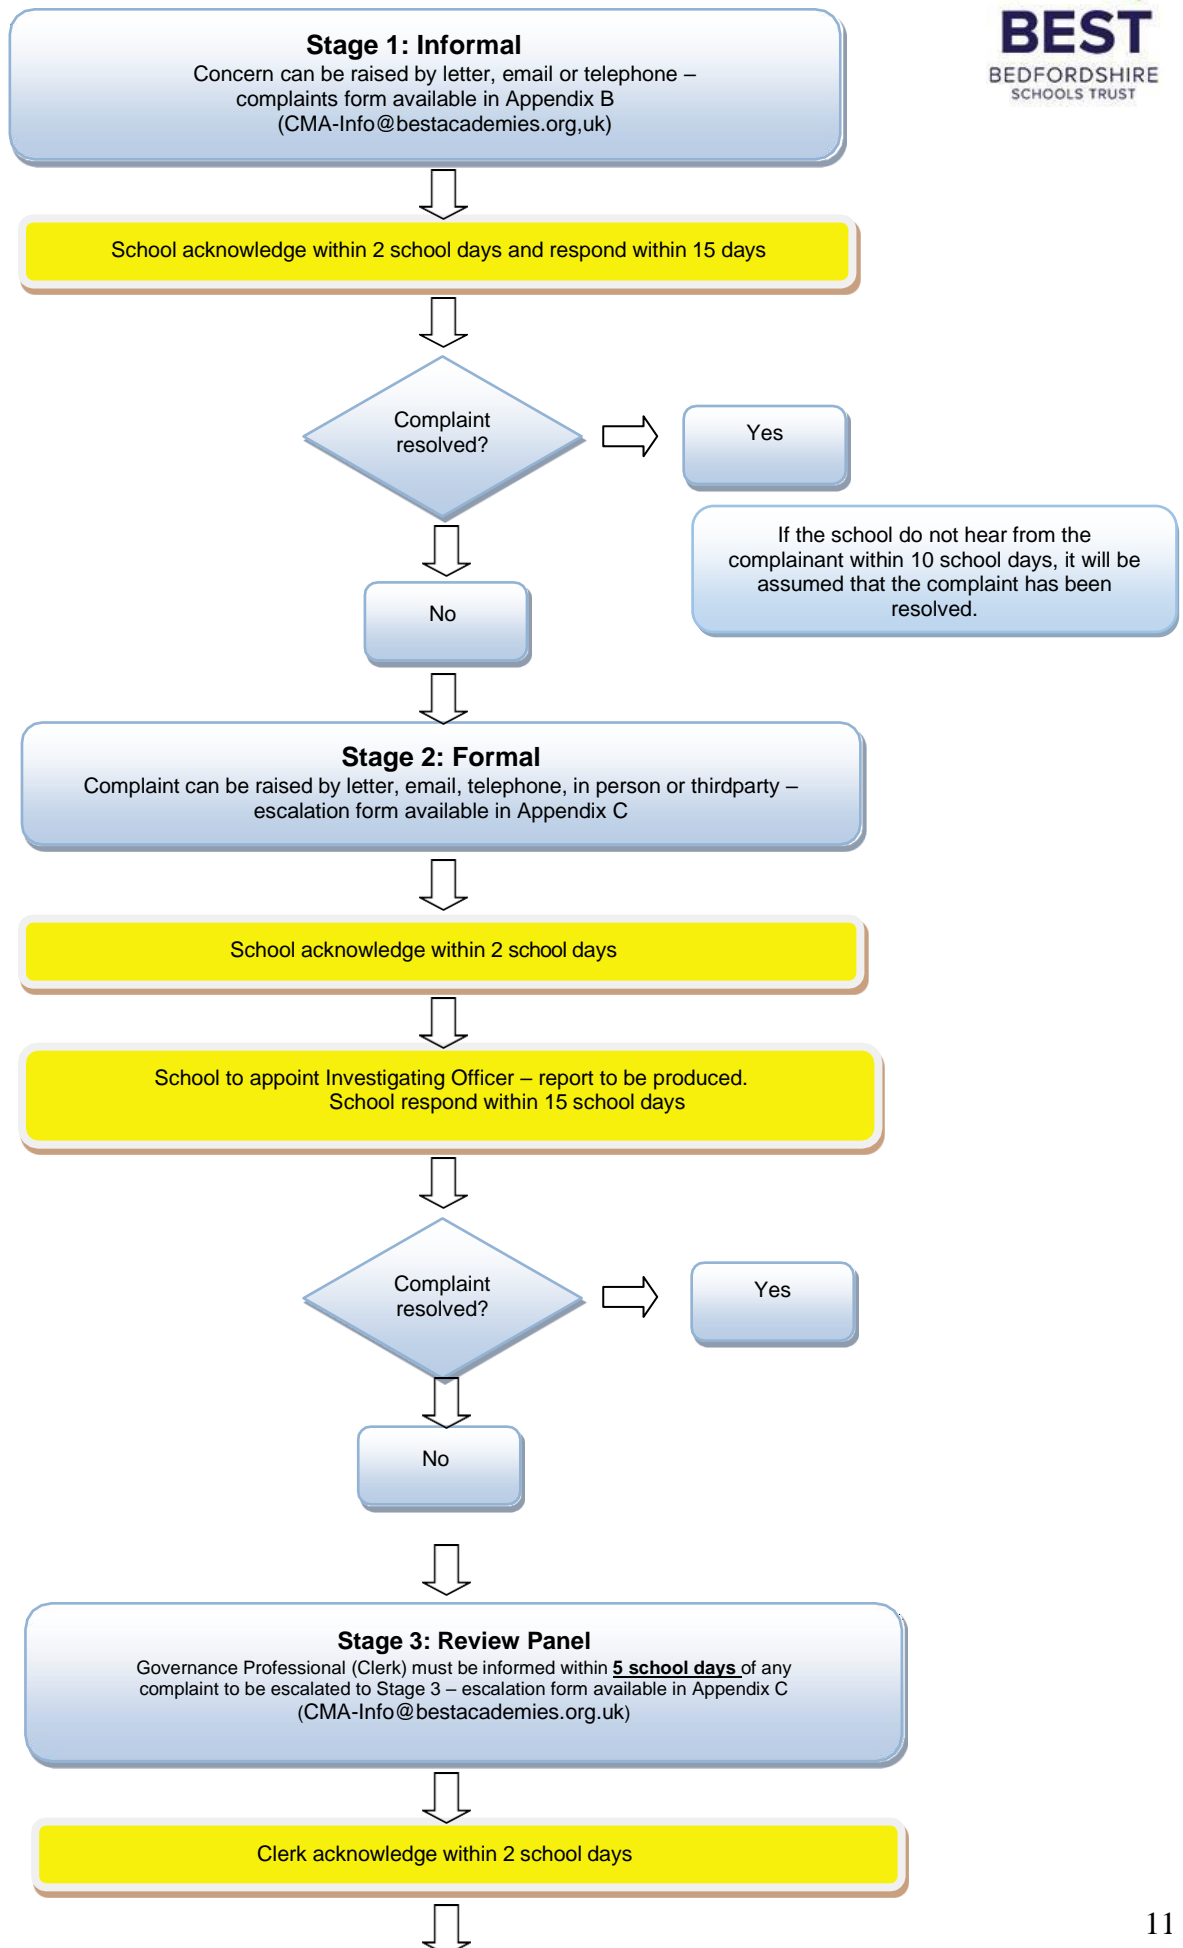 BEST
BEDFORDSHIRE
SCHOOLS TRUST
Stage 1: Informal
Concern can be raised by letter, email or telephone –
complaints form available in Appendix B
(CMA-Info@bestacademies.org,uk)
School acknowledge within 2 school days and respond within 15 days
Complaint
resolved?
Yes
If the school do not hear from the
complainant within 10 school days, it will be
assumed that the complaint has been
resolved.
No
Stage 2: Formal
Complaint can be raised by letter, email, telephone, in person or thirdparty –
escalation form available in Appendix C
School acknowledge within 2 school days
School to appoint Investigating Officer – report to be produced.
School respond within 15 school days
Complaint
resolved?
Yes
No
Stage 3: Review Panel
Governance Professional (Clerk) must be informed within 5 school days of any
complaint to be escalated to Stage 3 – escalation form available in Appendix C
(CMA-Info@bestacademies.org.uk)
Clerk acknowledge within 2 school days
11